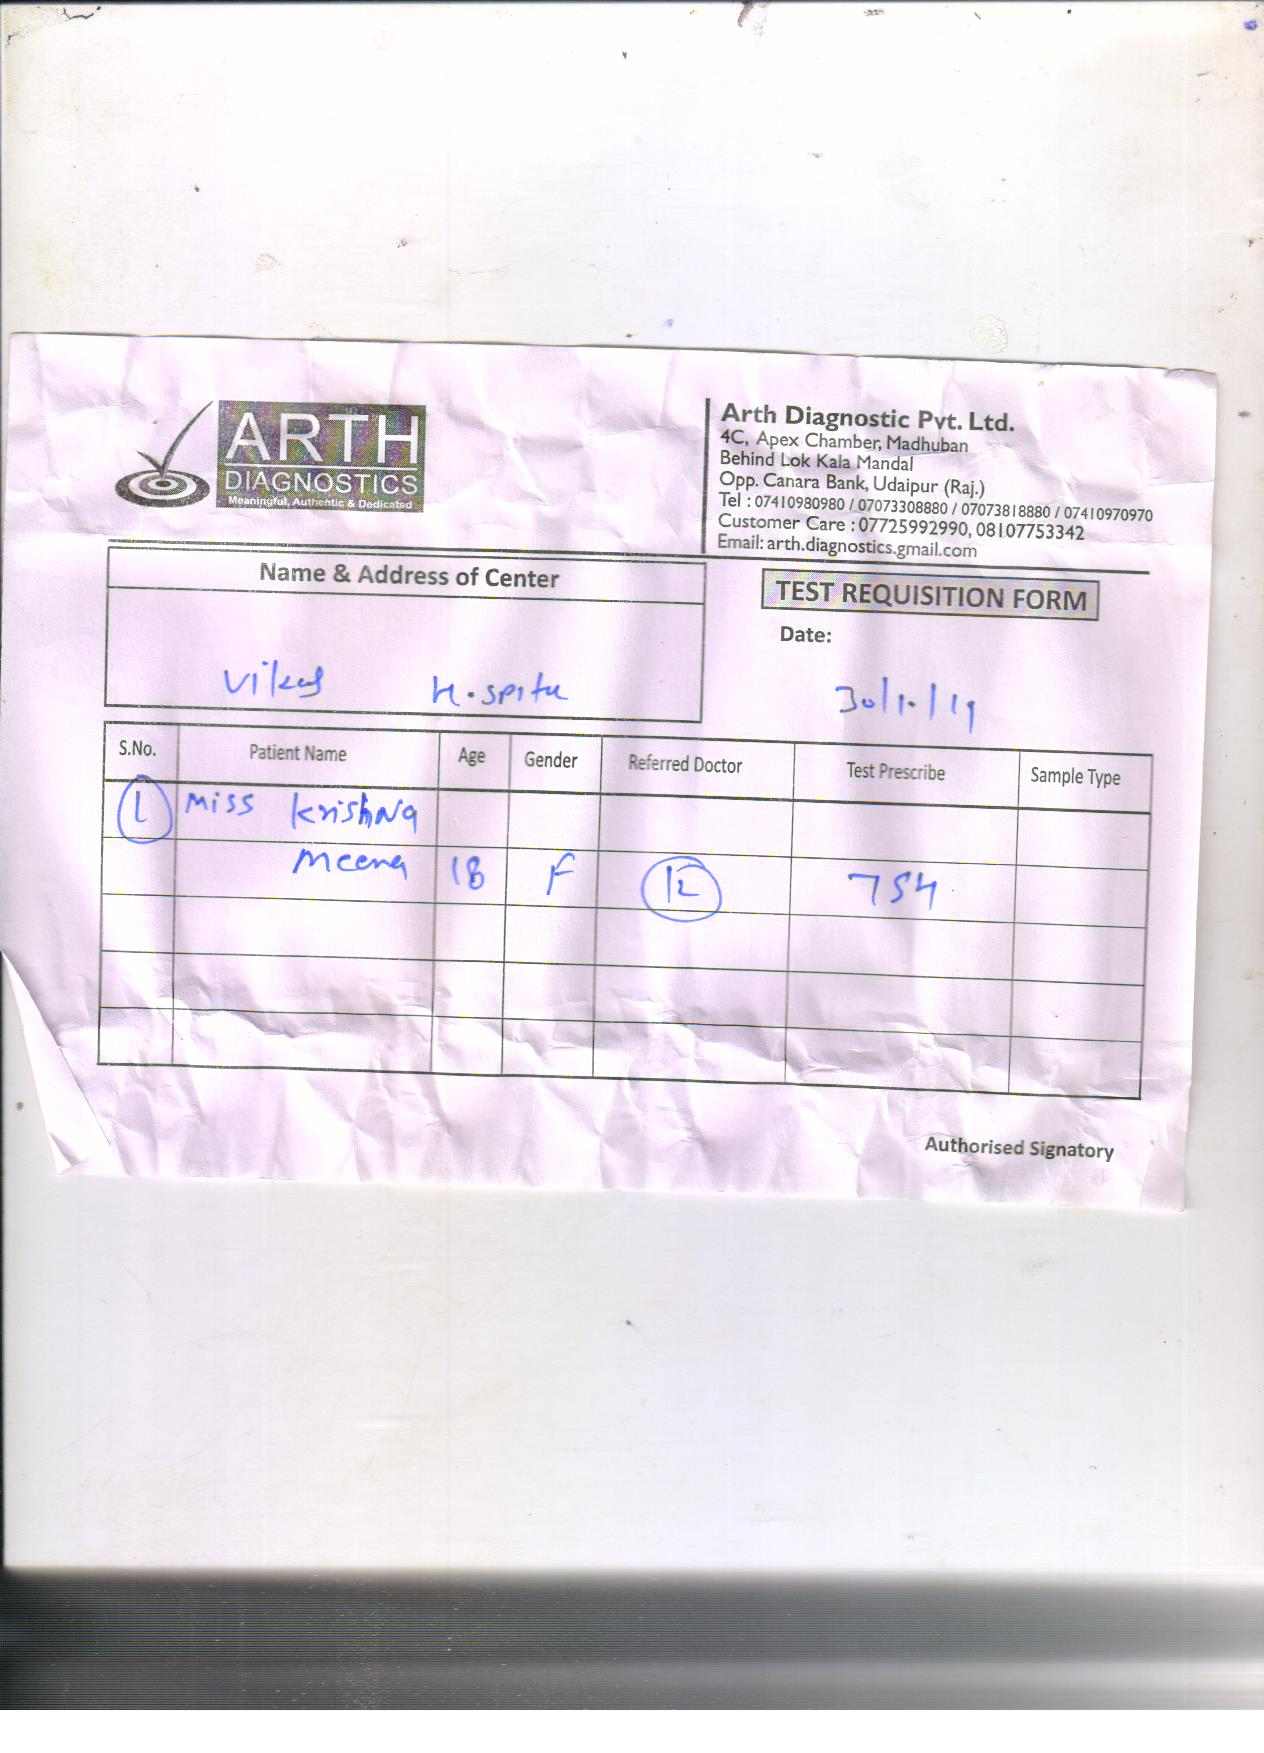 ARTH
DIAGNOSTICS
Meaningful, Authentic & Dedicated
Arth Diagnostic Pvt. Ltd.
4C, Apex Chamber, Madhuban
Behind Lok Kala Mandal
Opp. Canara Bank, Udaipur (Raj.)
Tel : 07410980980 / 07073308880 / 07073818880 / 07410970970
Customer Care : 07725992990, 08107753342
Email: arth.diagnostics.gmail.com
Name & Address of Center
TEST REQUISITION FORM
Date:
Vikas Hospital
30/10/19
S.No. Patient Name Age Gender Referred Doctor Test Prescribe Sample Type
1 Miss Krishna
Meena 18 F
Authorised Signatory